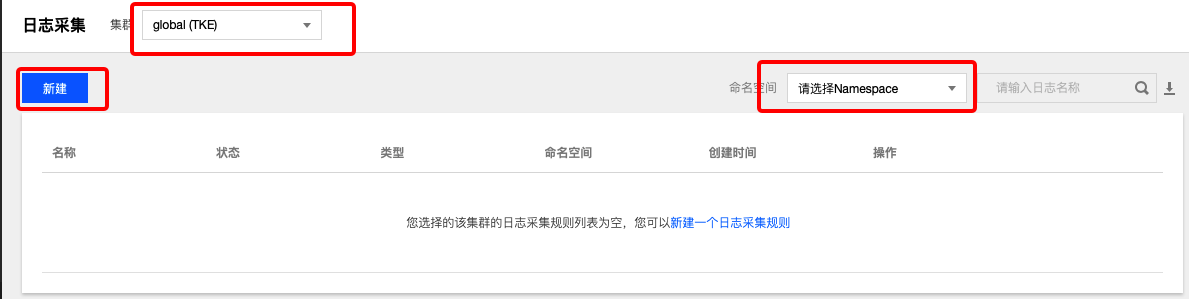 日志采集 集群 global (TKE)
新建 命名空间 请选择Namespace 请输入日志名称
名称 状态 类型 命名空间 创建时间 操作
您选择的该集群的日志采集规则列表为空，您可以新建一个日志采集规则